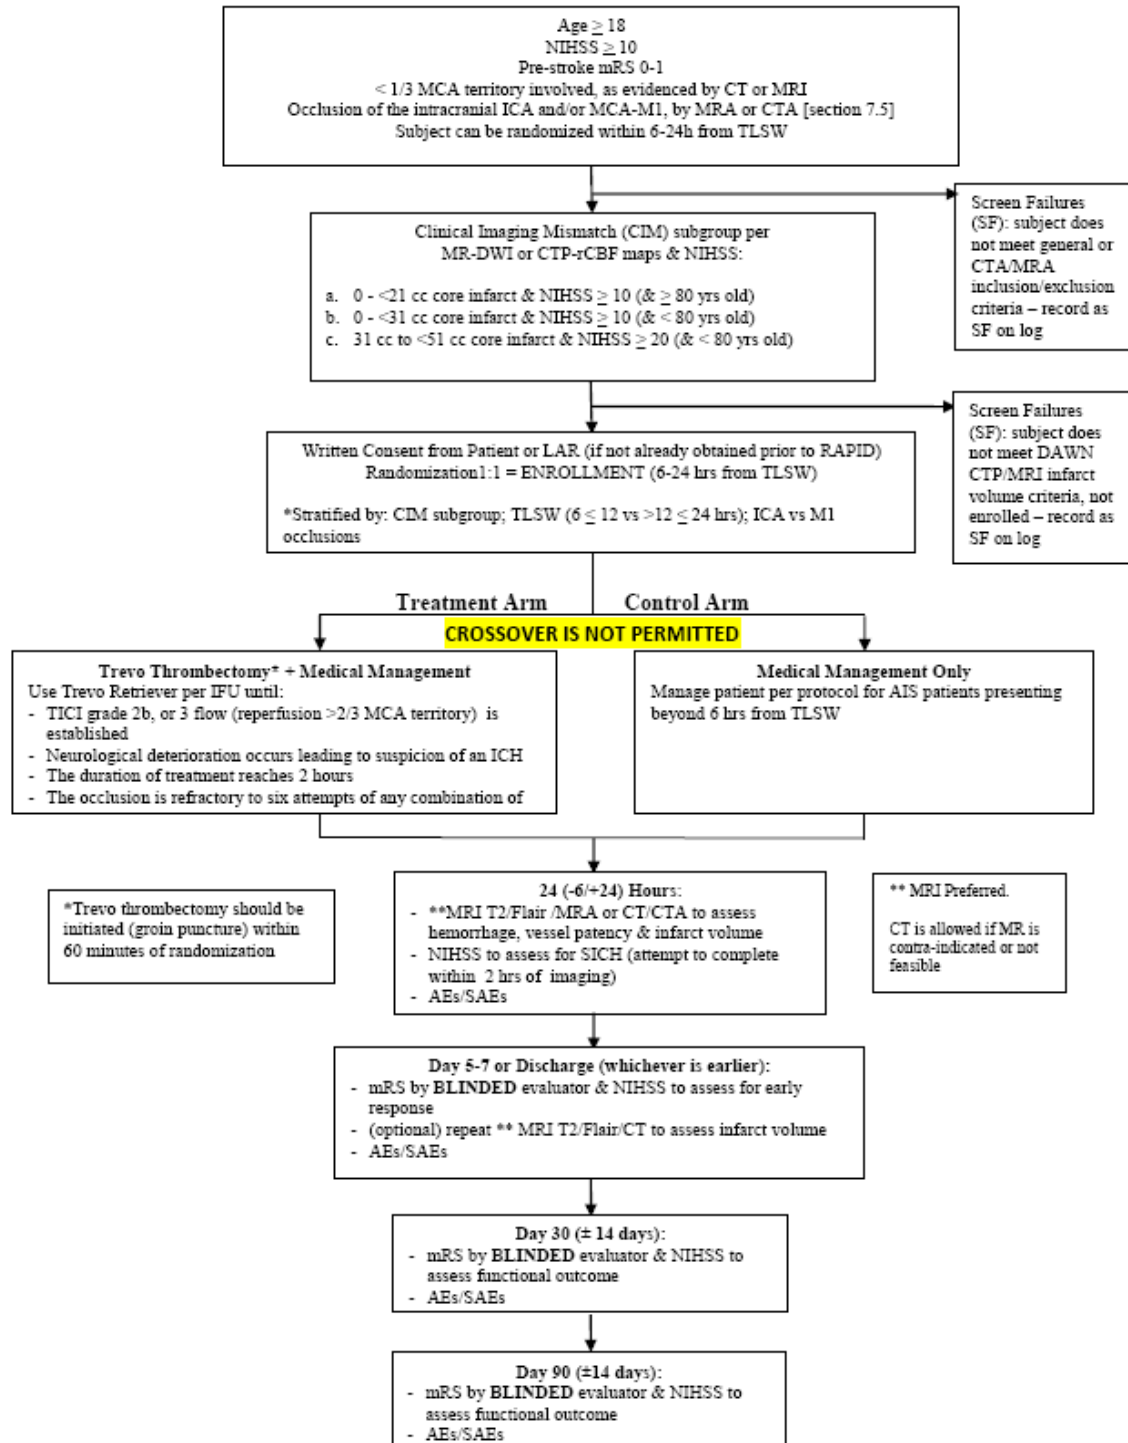 Age ≥ 18
NIHSS ≥ 10
Pre-stroke mRS 0-1
< 1/3 MCA territory involved, as evidenced by CT or MRI
Occlusion of the intracranial ICA and/or MCA-M1, by MRA or CTA [section 7.5]
Subject can be randomized within 6-24h from TLSW
Screen Failures
(SF): subject does
not meet general or
CTA/MRA
inclusion/exclusion
criteria – record as
SF on log
Clinical Imaging Mismatch (CIM) subgroup per
MR-DWI or CTP-rCBF maps & NIHSS:
a. 0 - <21 cc core infarct & NIHSS ≥ 10 (& ≥ 80 yrs old)
b. 0 - <31 cc core infarct & NIHSS ≥ 10 (& < 80 yrs old)
c. 31 cc to <51 cc core infarct & NIHSS ≥ 20 (& < 80 yrs old)
Screen Failures
(SF): subject does
not meet DAWN
CTP/MRI infarct
volume criteria, not
enrolled – record as
SF on log
Written Consent from Patient or LAR (if not already obtained prior to RAPID)
Randomization1:1 = ENROLLMENT (6-24 hrs from TLSW)
*Stratified by: CIM subgroup; TLSW (6 ≤ 12 vs >12 ≤ 24 hrs); ICA vs M1
occlusions
Treatment Arm Control Arm
CROSSOVER IS NOT PERMITTED
Trevo Thrombectomy* + Medical Management
Use Trevo Retriever per IFU until:
- TICI grade 2b, or 3 flow (reperfusion >2/3 MCA territory) is
established
- Neurological deterioration occurs leading to suspicion of an ICH
- The duration of treatment reaches 2 hours
- The occlusion is refractory to six attempts of any combination of
Medical Management Only
Manage patient per protocol for AIS patients presenting
beyond 6 hrs from TLSW
*Trevo thrombectomy should be
initiated (groin puncture) within
60 minutes of randomization
24 (-6/+24) Hours:
- **MRI T2/Flair /MRA or CT/CTA to assess
hemorrhage, vessel patency & infarct volume
- NIHSS to assess for SICH (attempt to complete
within 2 hrs of imaging)
- AEs/SAEs
** MRI Preferred.
CT is allowed if MR is
contra-indicated or not
feasible
Day 5-7 or Discharge (whichever is earlier):
- mRS by BLINDED evaluator & NIHSS to assess for early
response
- (optional) repeat ** MRI T2/Flair/CT to assess infarct volume
- AEs/SAEs
Day 30 (± 14 days):
- mRS by BLINDED evaluator & NIHSS to
assess functional outcome
- AEs/SAEs
Day 90 (±14 days):
- mRS by BLINDED evaluator & NIHSS to
assess functional outcome
- AEs/SAEs